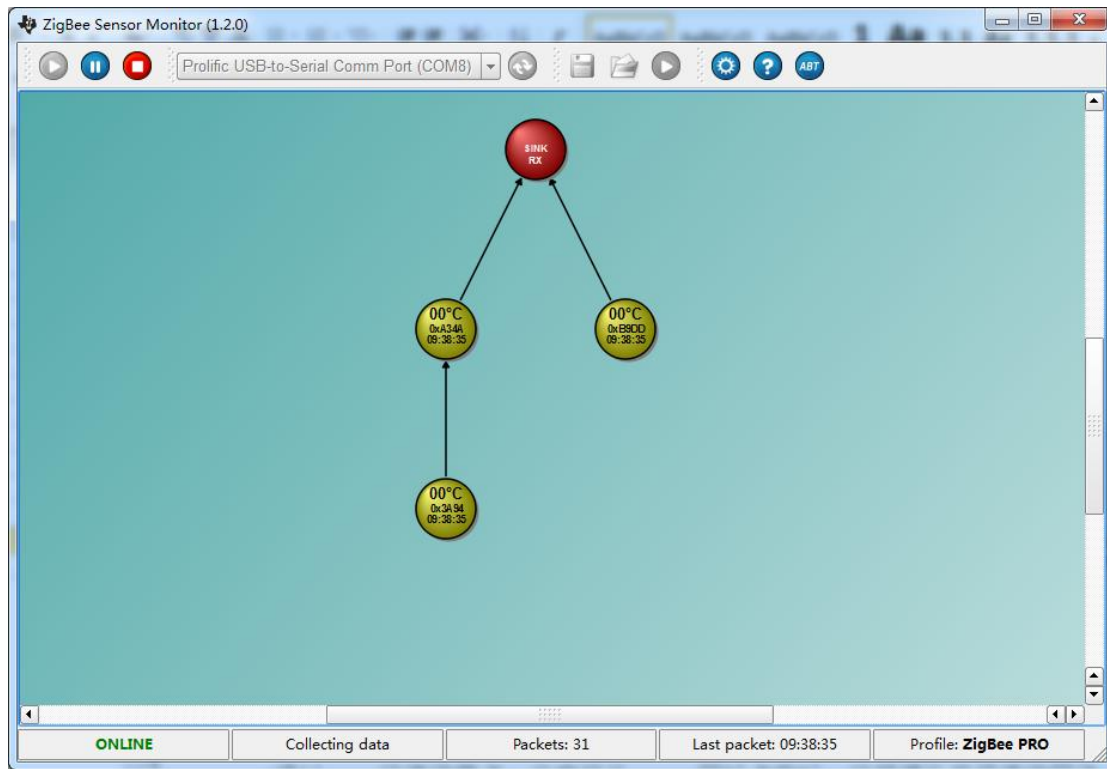 ZigBee Sensor Monitor (1.2.0)
Prolific USB-to-Serial Comm Port (COM8)
ABT
$INK
RX
00°C
0xA34A
09:38:35
00°C
0xB9DD
09:38:35
00°C
0x3A94
09:38:35
ONLINE
Collecting data
Packets: 31
Last packet: 09:38:35
Profile: ZigBee PRO